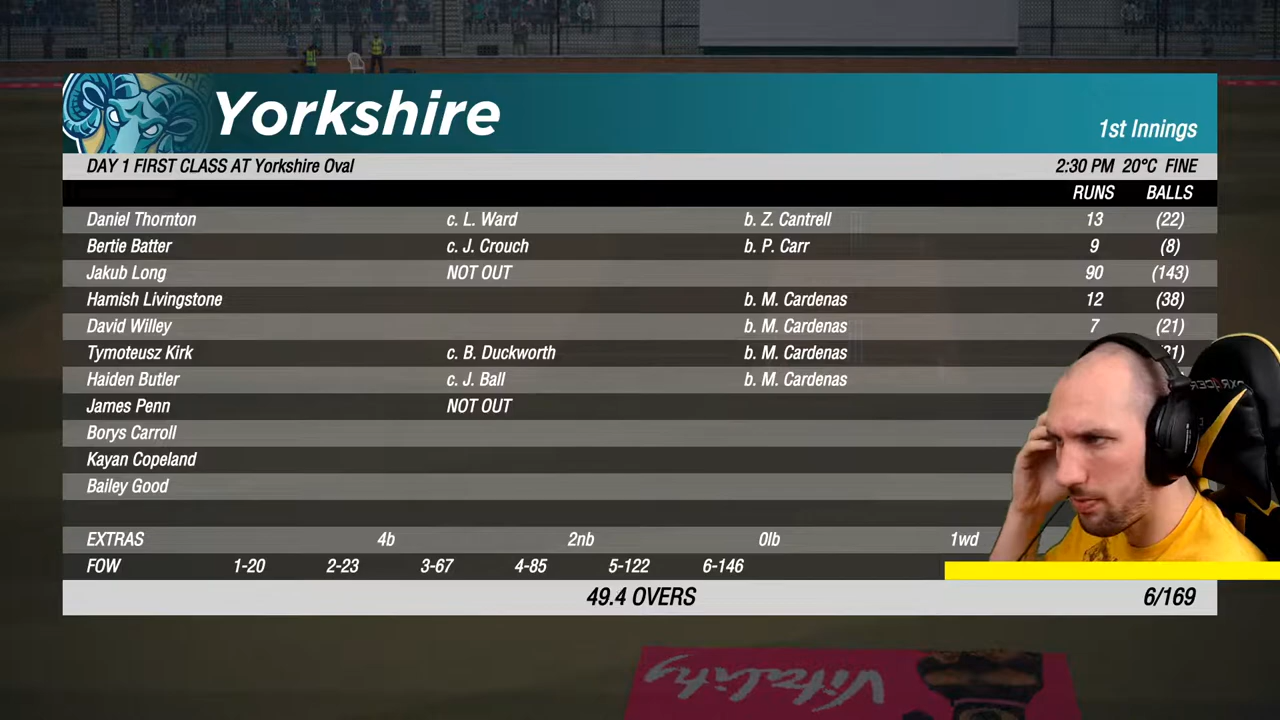 Yorkshire
1st Innings
DAY 1 FIRST CLASS AT Yorkshire Oval 2:30 PM 20°C FINE
RUNS BALLS
Daniel Thornton c. L. Ward b. Z. Cantrell 13 (22)
Bertie Batter c. J. Crouch b. P. Carr 9 (8)
Jakub Long NOT OUT 90 (143)
Hamish Livingstone b. M. Cardenas 12 (38)
David Willey b. M. Cardenas 7 (21)
Tymoteusz Kirk c. B. Duckworth b. M. Cardenas
Haiden Butler c. J. Ball b. M. Cardenas
James Penn NOT OUT
Borys Carroll
Kayan Copeland
Bailey Good
EXTRAS 4b 2nb 0lb 1wd
FOW 1-20 2-23 3-67 4-85 5-122 6-146
49.4 OVERS 6/169
Vitality